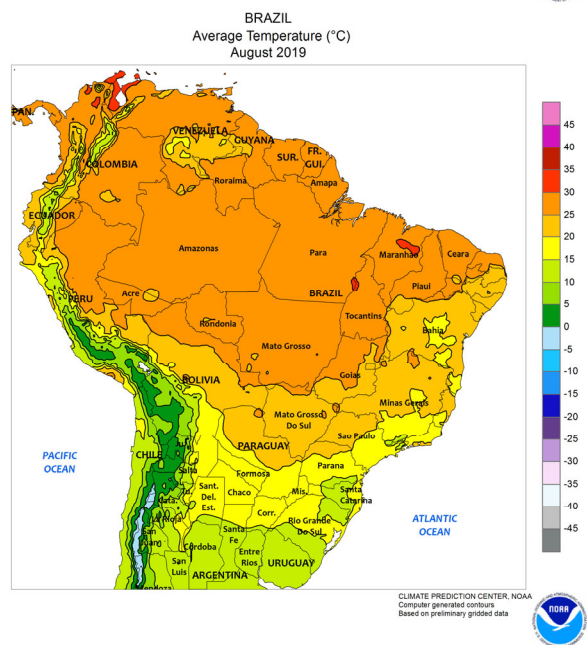 BRAZIL
Average Temperature (°C)
August 2019
PAN.
VENEZUELA
GUYANA
COLOMBIA
SUR.
FR.
GUI.
Roraima
Amapa
ECUADOR
Amazonas
Para
Maranhao
Ceara
PERU
Acre
BRAZIL
Piaui
Rondonia
Tocantins
Mato Grosso
Bahia
BOLIVIA
Goias
Mato Grosso
Do Sul
Minas Gerais
PARAGUAY
Sao Paulo
PACIFIC
OCEAN
CHILE
Salta
Formosa
Parana
Sant.
Del.
Est.
Chaco
Mis.
Santa
Catarina
Cata.
Corr.
La Rioja
Rio Grande
Do Sul
ATLANTIC
OCEAN
San
Juan
Cordoba
Santa
Fe
Entre
Rios
San
Luis
URUGUAY
ARGENTINA
Mendoza
45
40
35
30
25
20
15
10
5
0
-5
-10
-15
-20
-25
-30
-35
-40
-45
CLIMATE PREDICTION CENTER, NOAA
Computer generated contours
Based on preliminary gridded data
NOAA